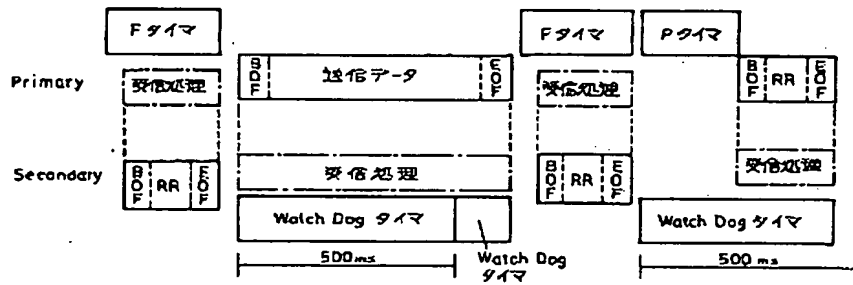 Fタイマ Fタイマ Pタイマ
Primary 受信処理 BOF 送信データ EOF 受信処理 BOF RR EOF
Secondary BOF RR EOF 受信処理 BOF RR EOF 受信処理
Watch Dog タイマ Watch Dog タイマ
500ms Watch Dog 500ms
タイマ